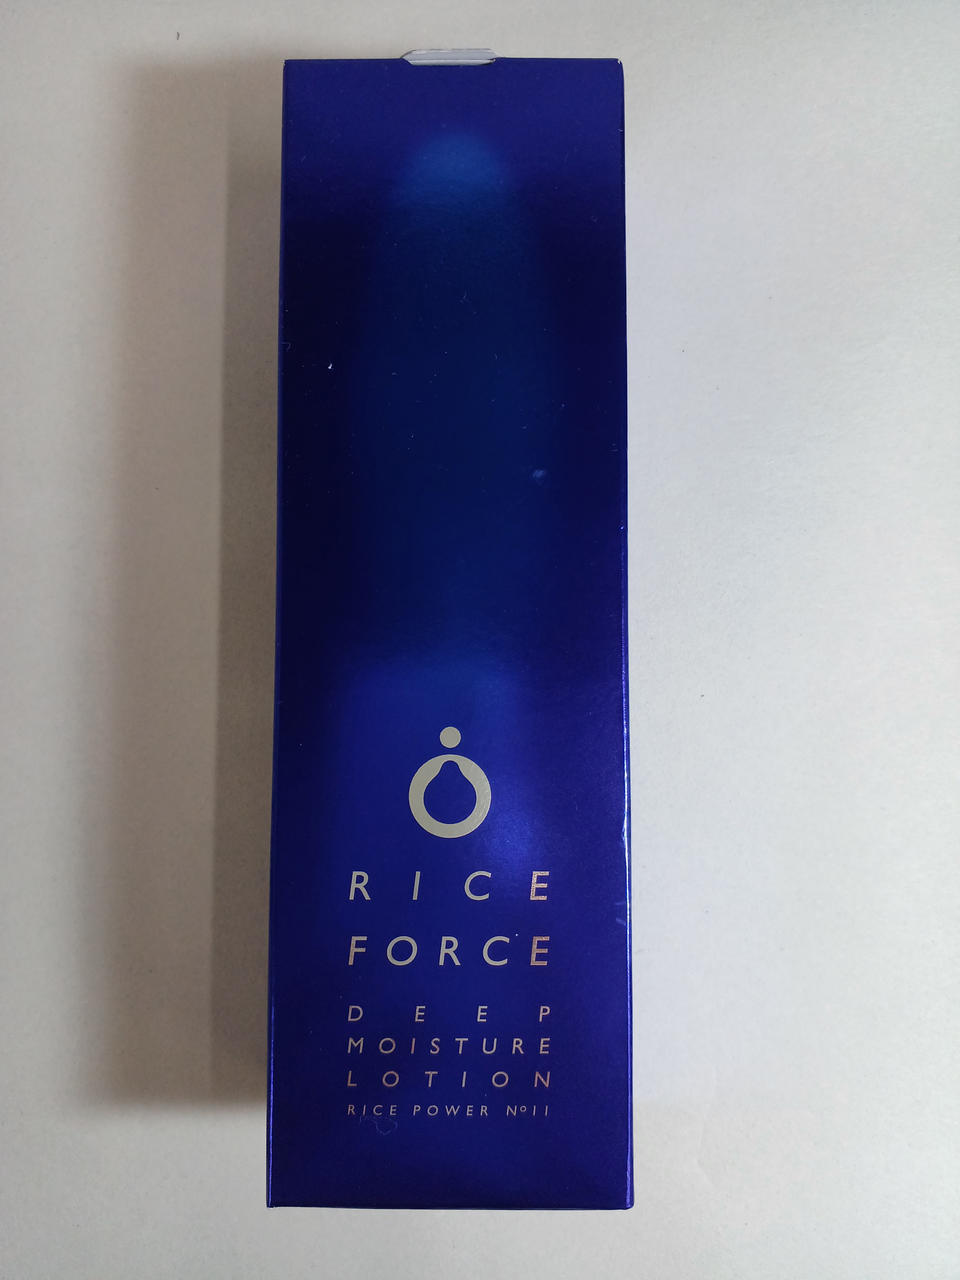 RICE
FORCE
DEEP
MOISTURE
LOTION
RICE POWER Nº11